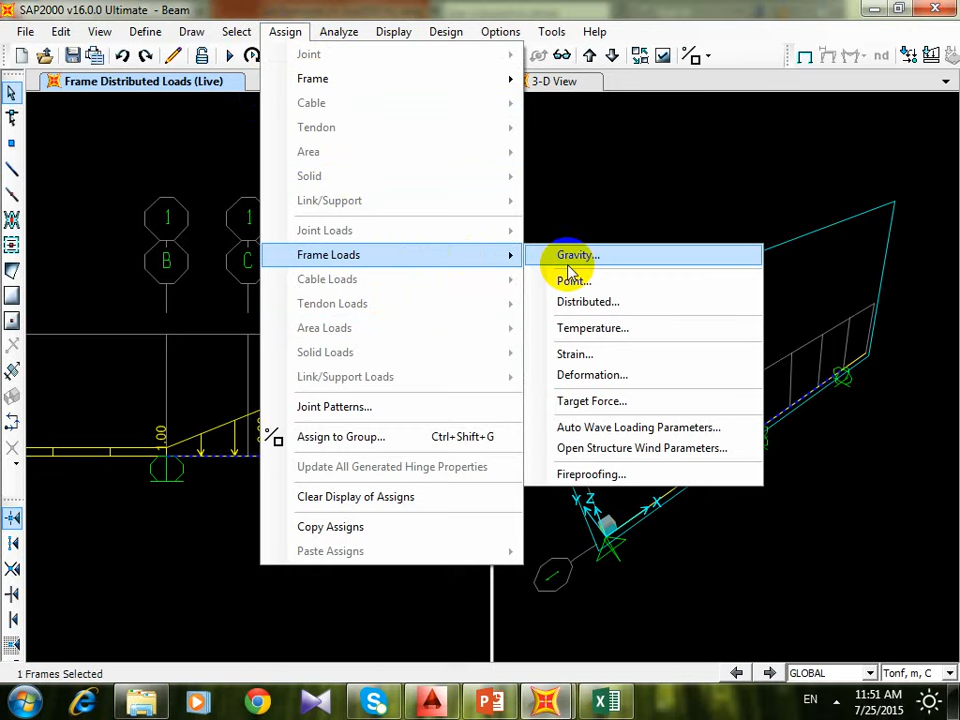 SAP2000 v16.0.0 Ultimate - Beam
File Edit View Define Draw Select Assign Analyze Display Design Options Tools Help
Frame Distributed Loads (Live)
3-D View
Joint
Frame
Cable
Tendon
Area
Solid
Link/Support
Joint Loads
Frame Loads
Cable Loads
Tendon Loads
Area Loads
Solid Loads
Link/Support Loads
Joint Patterns...
Assign to Group... Ctrl+Shift+G
Update All Generated Hinge Properties
Clear Display of Assigns
Copy Assigns
Paste Assigns
Gravity...
Point...
Distributed...
Temperature...
Strain...
Deformation...
Target Force...
Auto Wave Loading Parameters...
Open Structure Wind Parameters...
Fireproofing...
1 1
B C
1.00
Y Z X
1 Frames Selected
GLOBAL
Tonf, m, C
EN
11:51 AM
7/25/2015